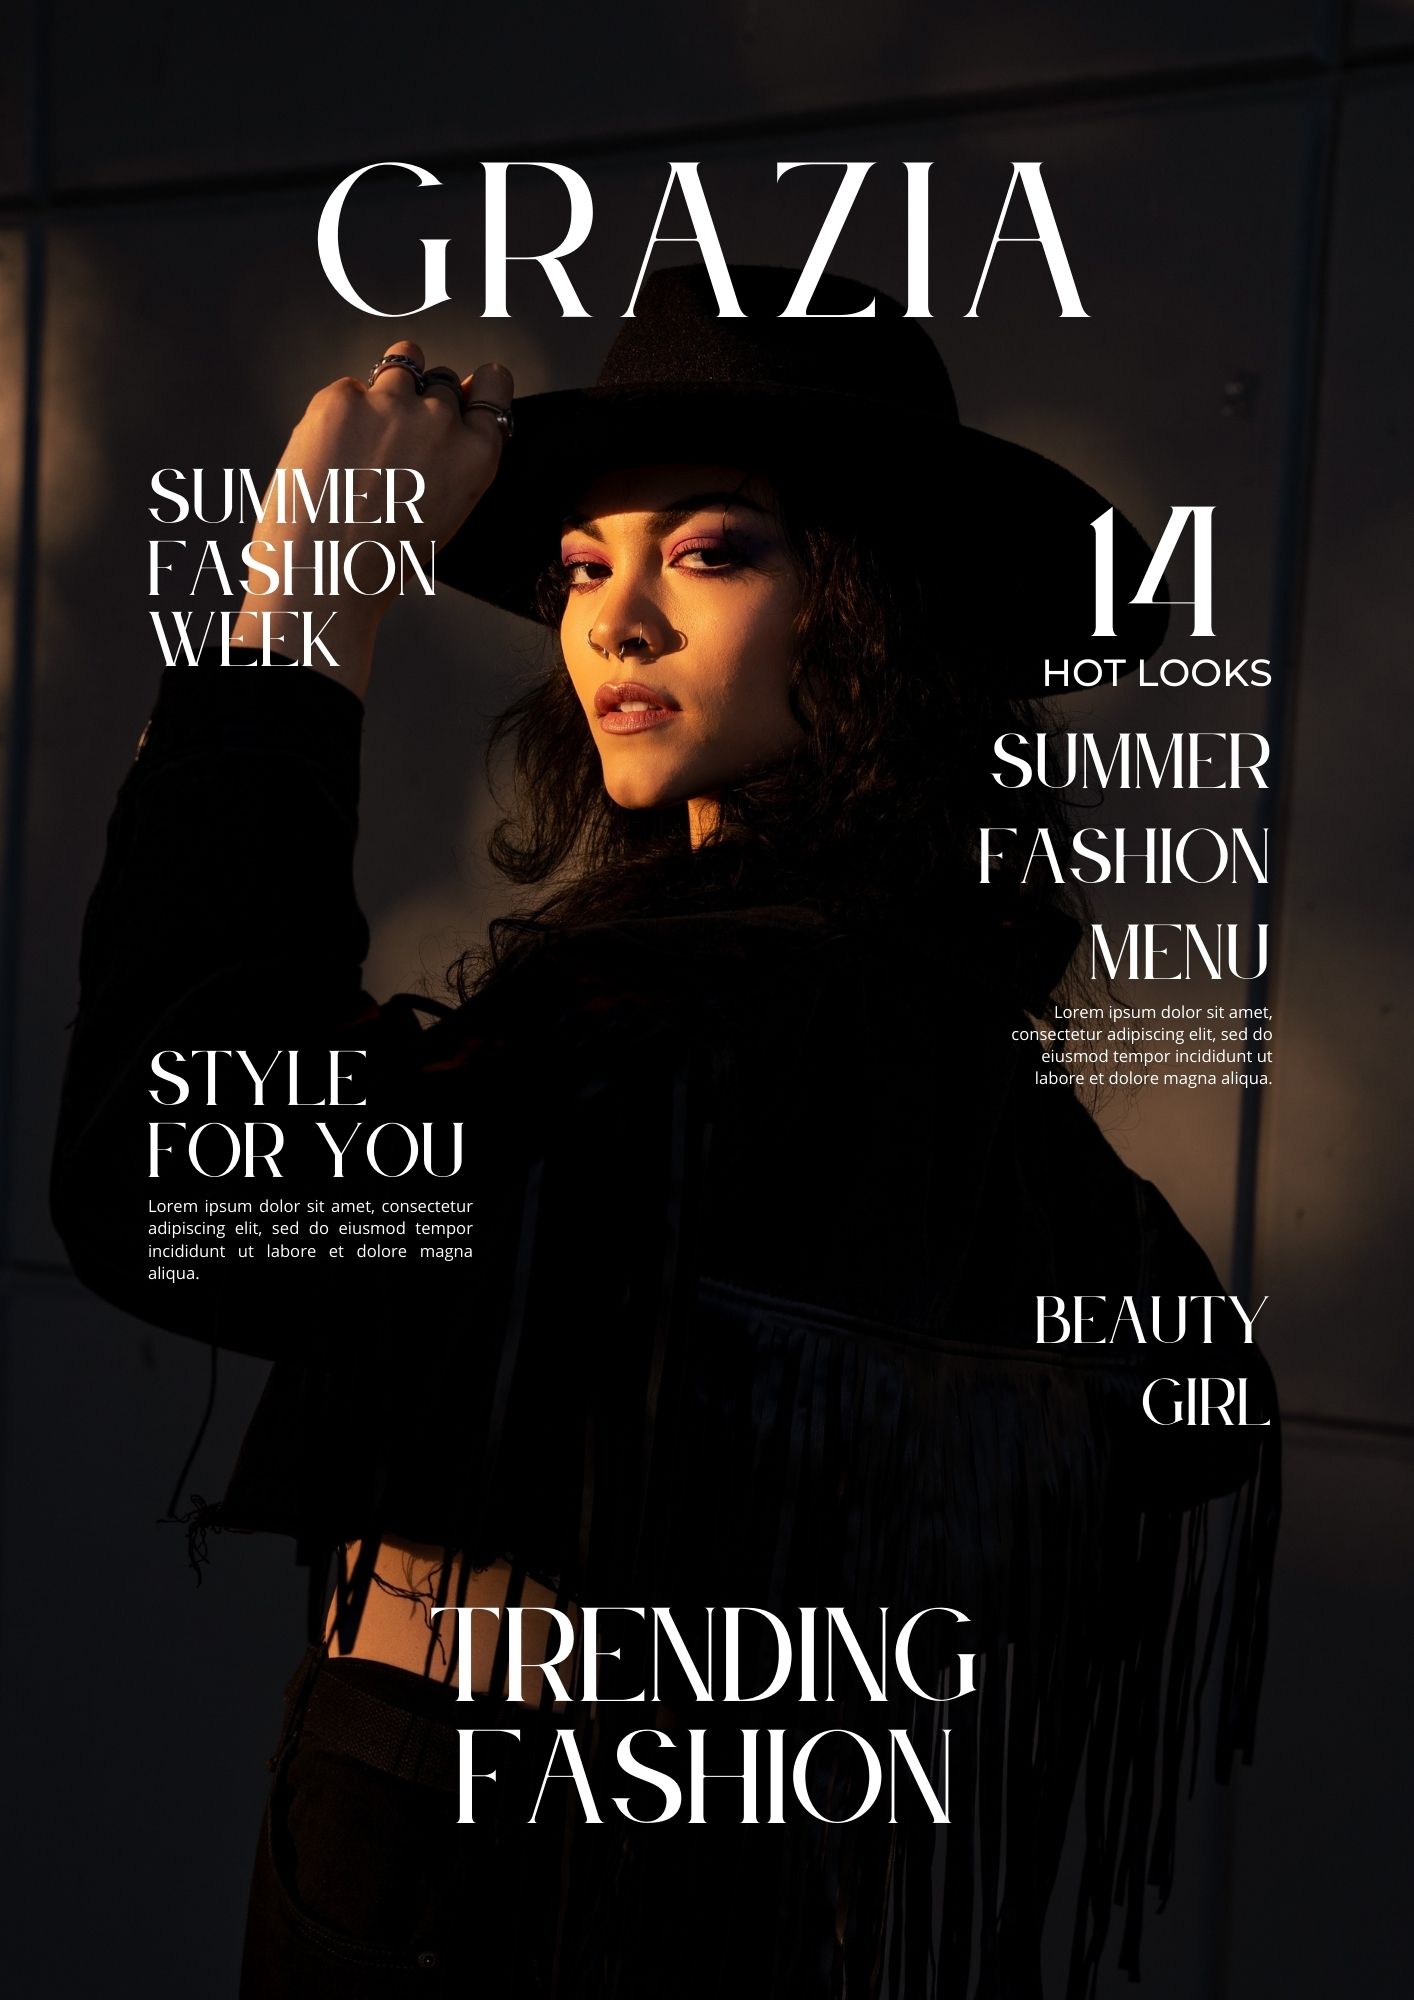 GRAZIA
SUMMER
FASHION
WEEK
14
HOT LOOKS
SUMMER
FASHION
MENU
Lorem ipsum dolor sit amet,
consectetur adipiscing elit, sed do
eiusmod tempor incididunt ut
labore et dolore magna aliqua.
STYLE
FOR YOU
Lorem ipsum dolor sit amet, consectetur
adipiscing elit, sed do eiusmod tempor
incididunt ut labore et dolore magna
aliqua.
BEAUTY
GIRL
TRENDING
FASHION